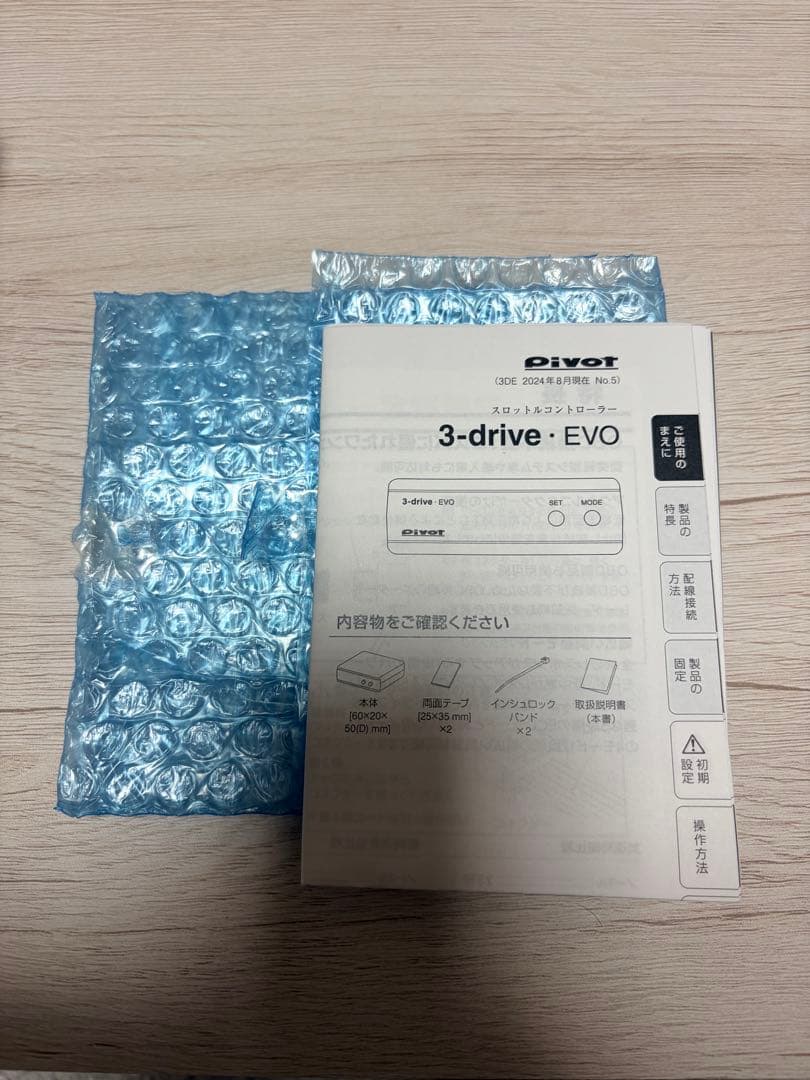 Pivot
(3DE 2024年8月現在 No.5)
スロットルコントローラー
3-drive・EVO
3-drive・EVO
SET
MODE
Pivot
内容物をご確認ください
本体
[60×20×
50(D) mm]
両面テープ
[25×35 mm]
×2
インシュロック
バンド
×2
取扱説明書
(本書)
ご使用の
まえに
製品の
特長
配線接続
方法
製品の
固定
初期
設定
操作方法